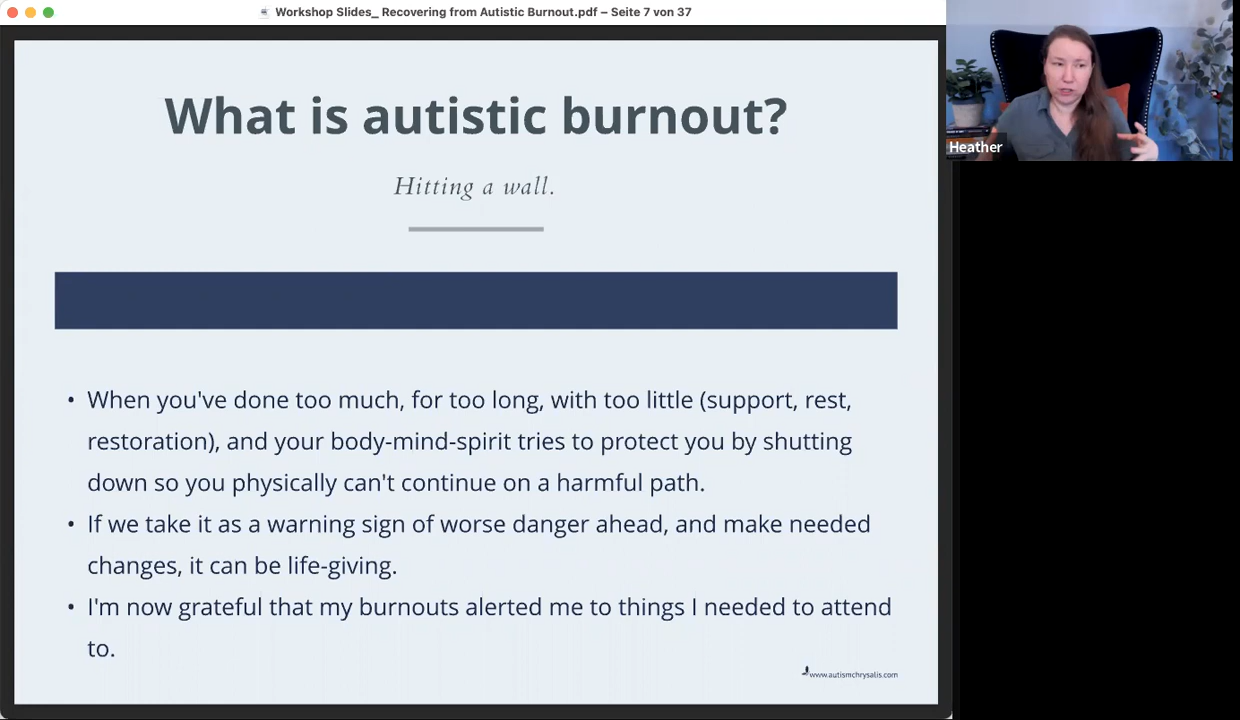 Workshop Slides_ Recovering from Autistic Burnout.pdf – Seite 7 von 37
What is autistic burnout?
Hitting a wall.
• When you've done too much, for too long, with too little (support, rest,
restoration), and your body-mind-spirit tries to protect you by shutting
down so you physically can't continue on a harmful path.
• If we take it as a warning sign of worse danger ahead, and make needed
changes, it can be life-giving.
• I'm now grateful that my burnouts alerted me to things I needed to attend
to.
www.autismchrysalis.com
Heather